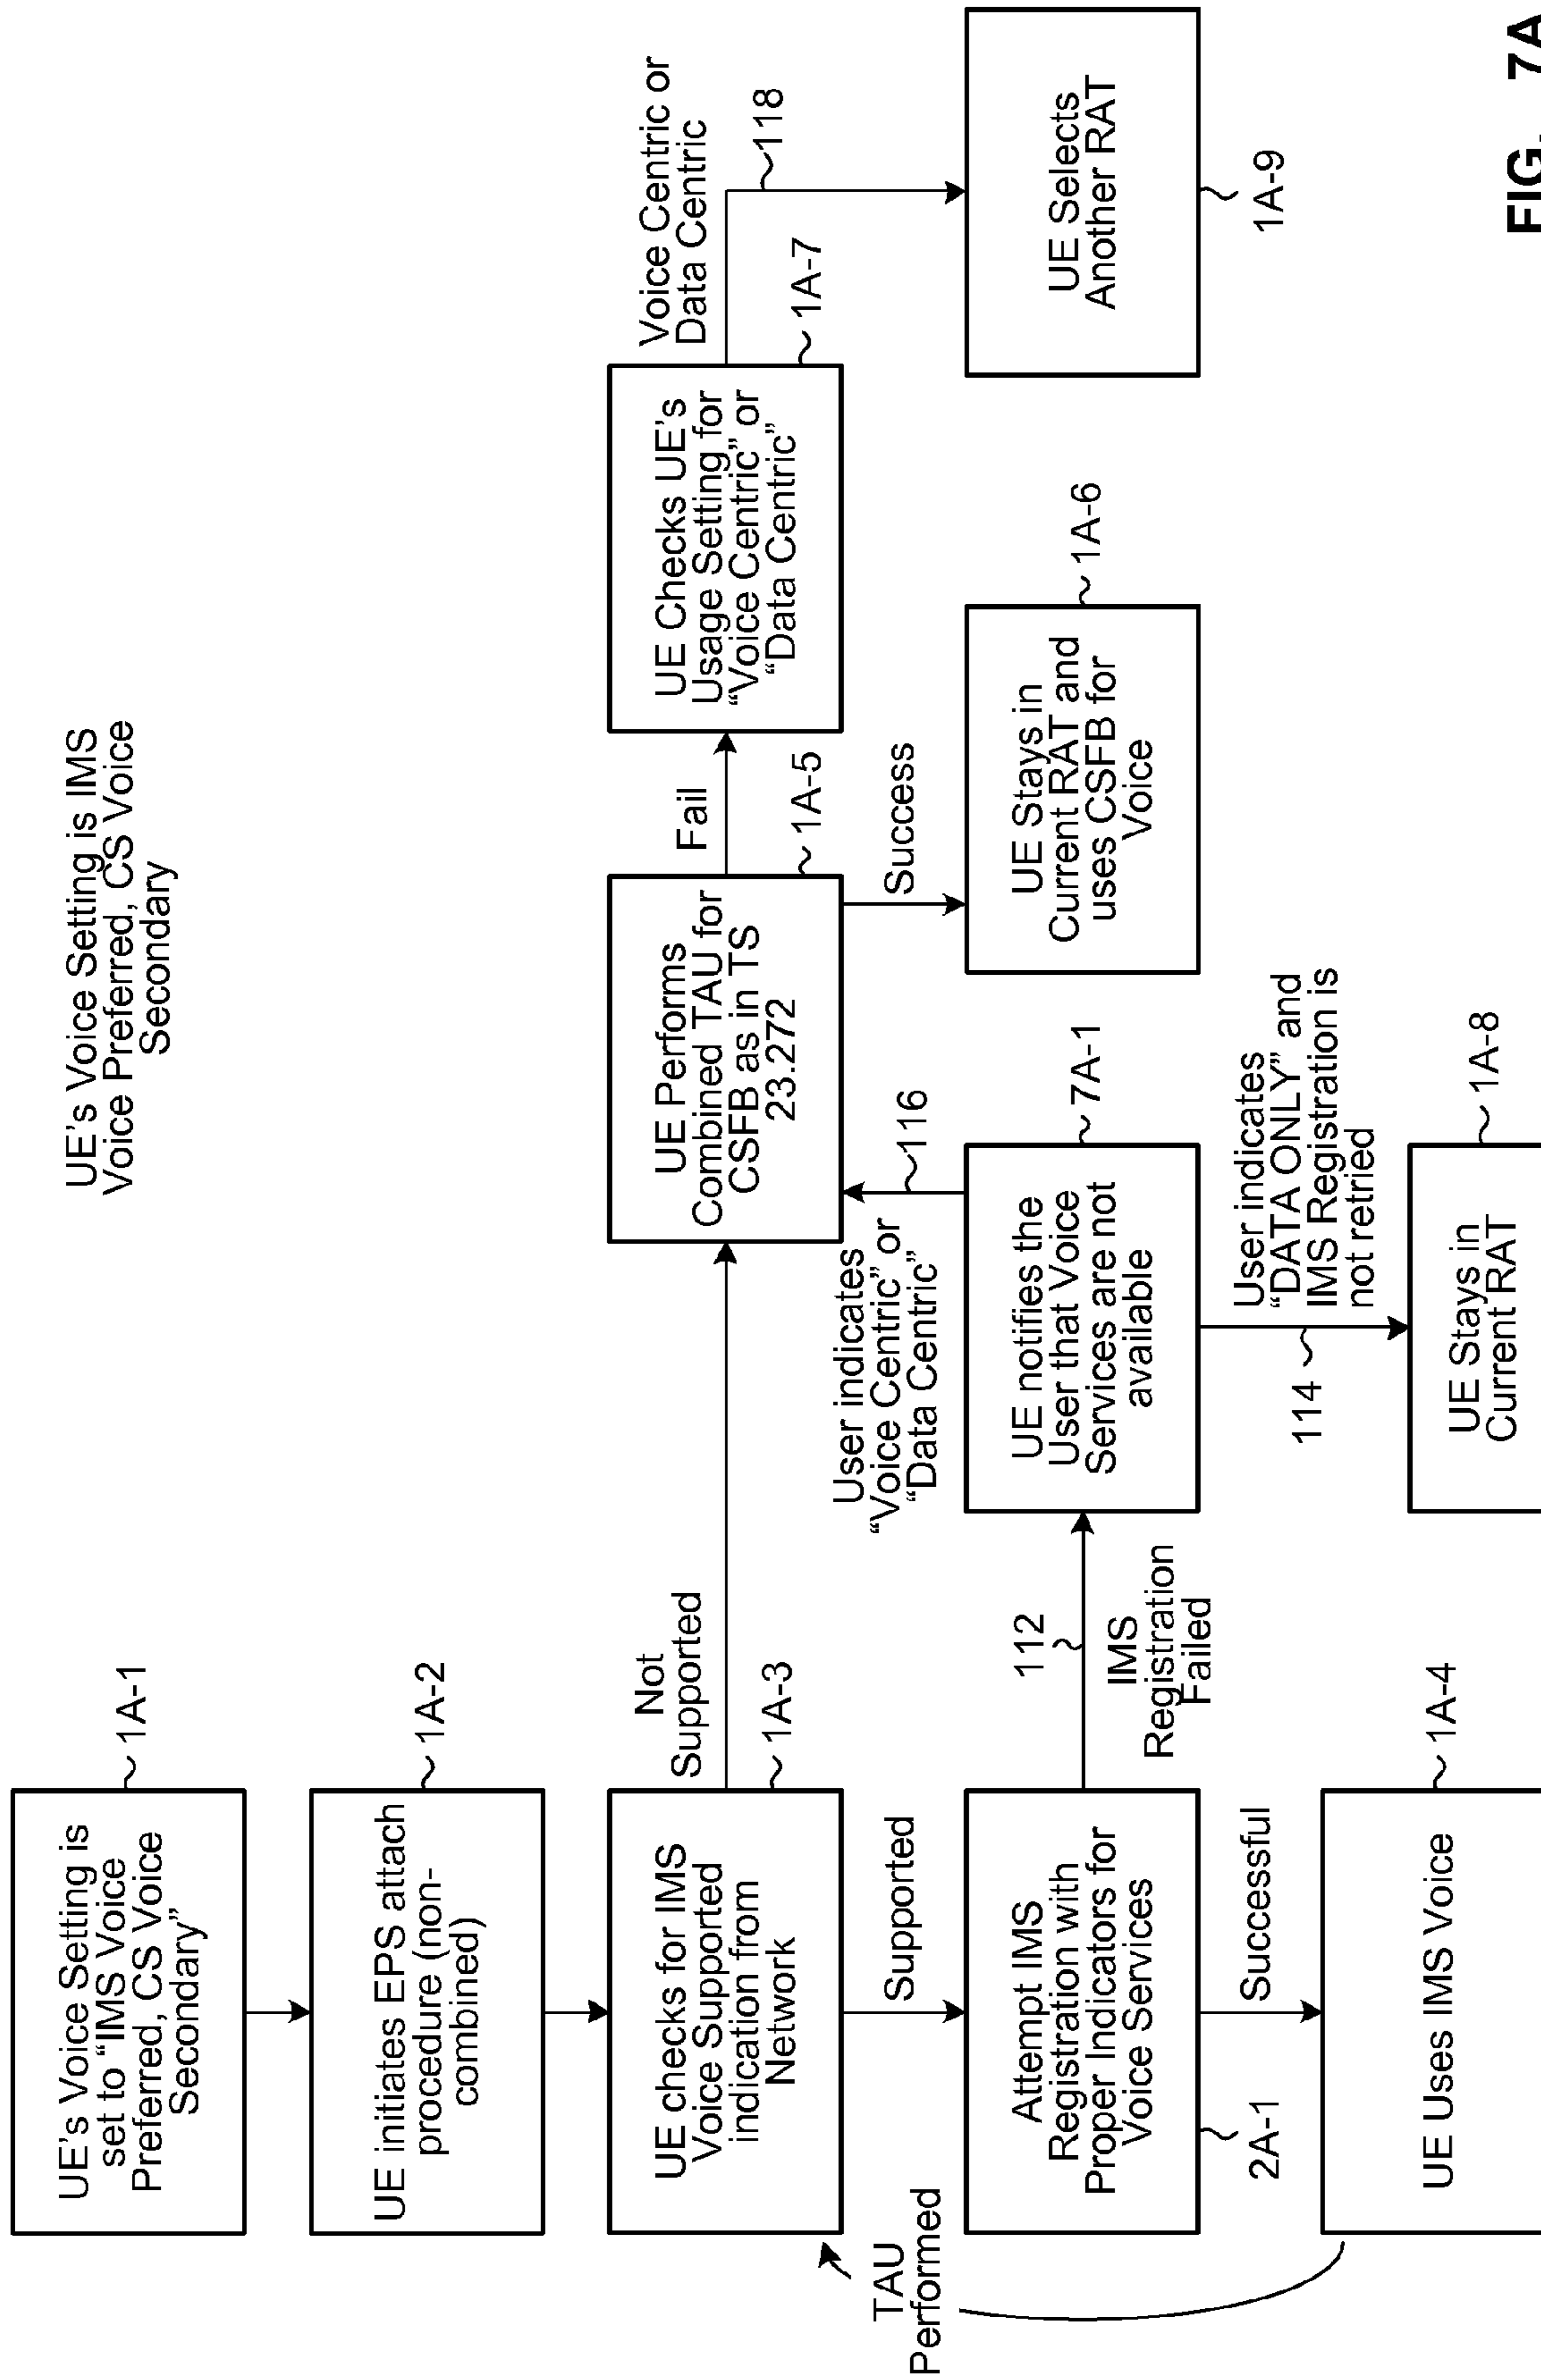 UE's Voice Setting is IMS
Voice Preferred, CS Voice
Secondary
UE's Voice Setting is
set to “IMS Voice
Preferred, CS Voice
Secondary”
1A-1
UE initiates EPS attach
procedure (non-
combined)
1A-2
UE checks for IMS
Voice Supported
indication from
Network
1A-3
Not
Supported
UE Performs
Combined TAU for
CSFB as in TS
23.272
1A-5
Fail
UE Checks UE's
Usage Setting for
“Voice Centric” or
“Data Centric”
1A-7
Voice Centric or
Data Centric
118
TAU
Performed
Supported
User indicates
“Voice Centric” or
“Data Centric”
116
Success
Attempt IMS
Registration with
Proper Indicators for
Voice Services
2A-1
112
IMS
Registration
Failed
UE notifies the
User that Voice
Services are not
available
7A-1
UE Stays in
Current RAT and
uses CSFB for
Voice
1A-6
UE Selects
Another RAT
1A-9
Successful
114
User indicates
“DATA ONLY” and
IMS Registration is
not retried
UE Uses IMS Voice
1A-4
UE Stays in
Current RAT
1A-8
FIG. 7A